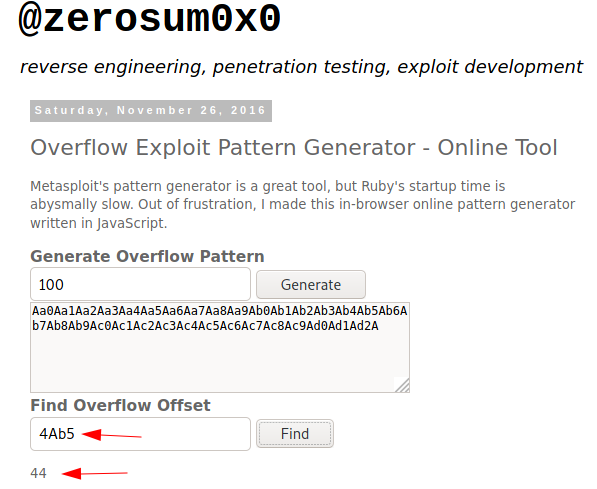 @zerosum0x0
reverse engineering, penetration testing, exploit development
Saturday, November 26, 2016
Overflow Exploit Pattern Generator - Online Tool
Metasploit's pattern generator is a great tool, but Ruby's startup time is
abysmally slow. Out of frustration, I made this in-browser online pattern generator
written in JavaScript.
Generate Overflow Pattern
100 Generate
Aa0Aa1Aa2Aa3Aa4Aa5Aa6Aa7Aa8Aa9Ab0Ab1Ab2Ab3Ab4Ab5Ab6A
b7Ab8Ab9Ac0Ac1Ac2Ac3Ac4Ac5Ac6Ac7Ac8Ac9Ad0Ad1Ad2A
Find Overflow Offset
4Ab5 Find
44